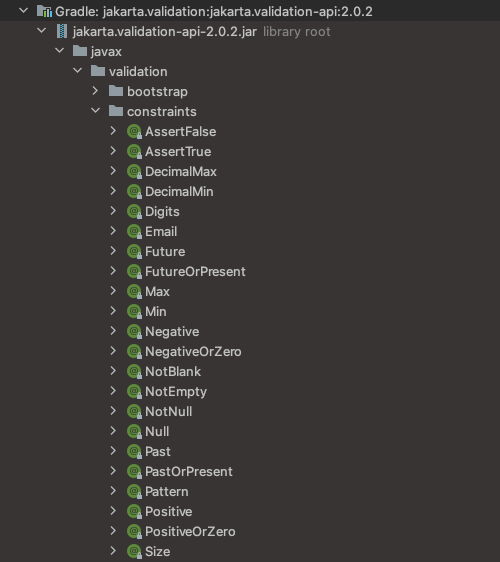 Gradle: jakarta.validation:jakarta.validation-api:2.0.2
jakarta.validation-api-2.0.2.jar library root
javax
validation
bootstrap
constraints
AssertFalse
AssertTrue
DecimalMax
DecimalMin
Digits
Email
Future
FutureOrPresent
Max
Min
Negative
NegativeOrZero
NotBlank
NotEmpty
NotNull
Null
Past
PastOrPresent
Pattern
Positive
PositiveOrZero
Size